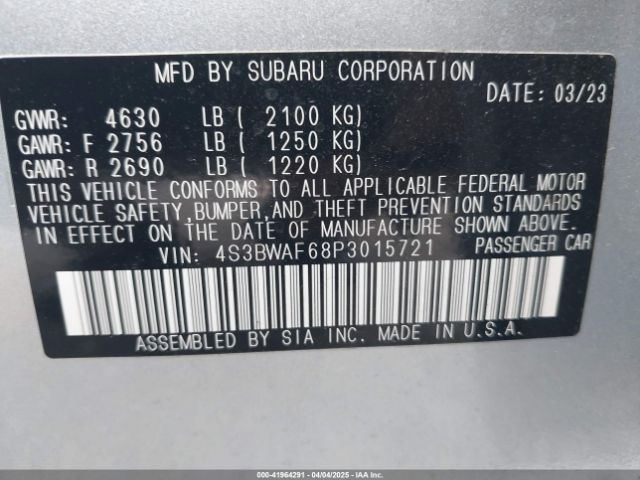 MFD BY SUBARU CORPORATION
DATE: 03/23
GVWR: 4630 LB ( 2100 KG)
GAWR: F 2756 LB ( 1250 KG)
GAWR: R 2690 LB ( 1220 KG)
THIS VEHICLE CONFORMS TO ALL APPLICABLE FEDERAL MOTOR
VEHICLE SAFETY, BUMPER, AND THEFT PREVENTION STANDARDS
IN EFFECT ON THE DATE OF MANUFACTURE SHOWN ABOVE.
VIN: 4S3BWAF68P3015721 PASSENGER CAR
ASSEMBLED BY SIA INC. MADE IN U.S.A.
000-41964291 - 04/04/2025 - IAAI.COM/COPYRIGHT